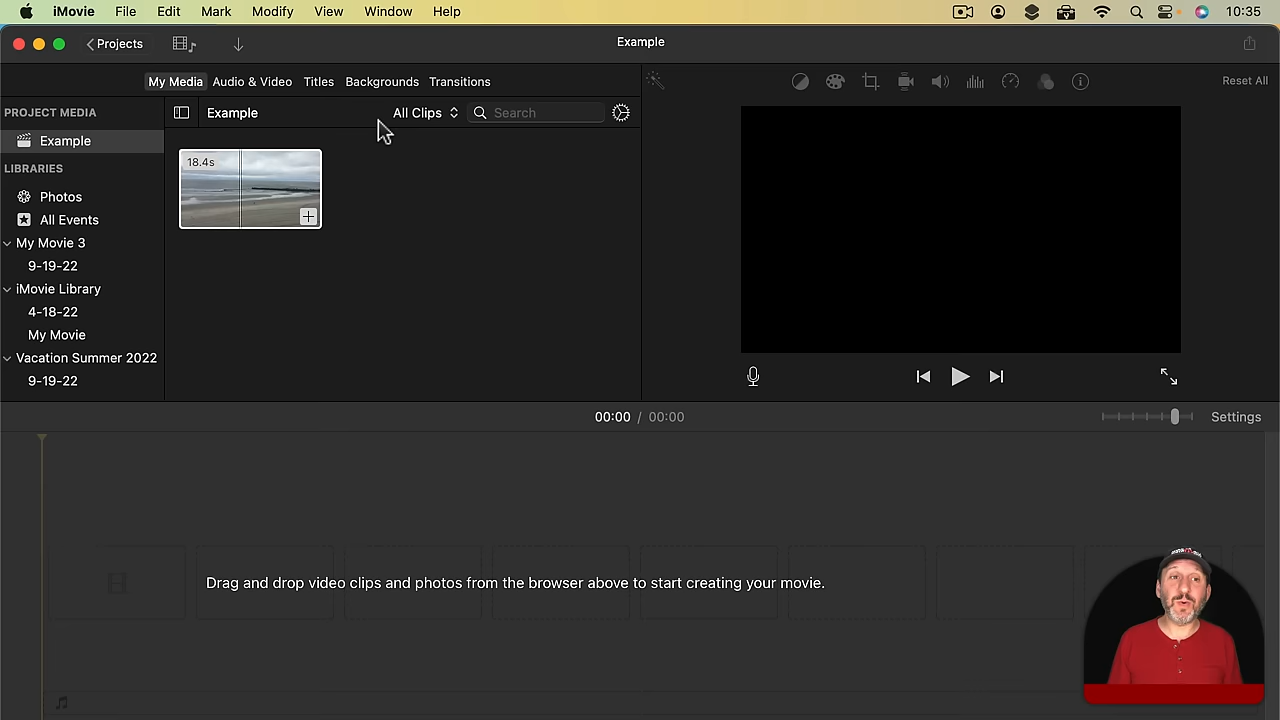 iMovie File Edit Mark Modify View Window Help 10:35
Projects Example
My Media Audio & Video Titles Backgrounds Transitions Reset All
PROJECT MEDIA Example All Clips Search
Example
18.4s
LIBRARIES
Photos
All Events
My Movie 3
9-19-22
iMovie Library
4-18-22
My Movie
Vacation Summer 2022
9-19-22
00:00 / 00:00 Settings
Drag and drop video clips and photos from the browser above to start creating your movie.